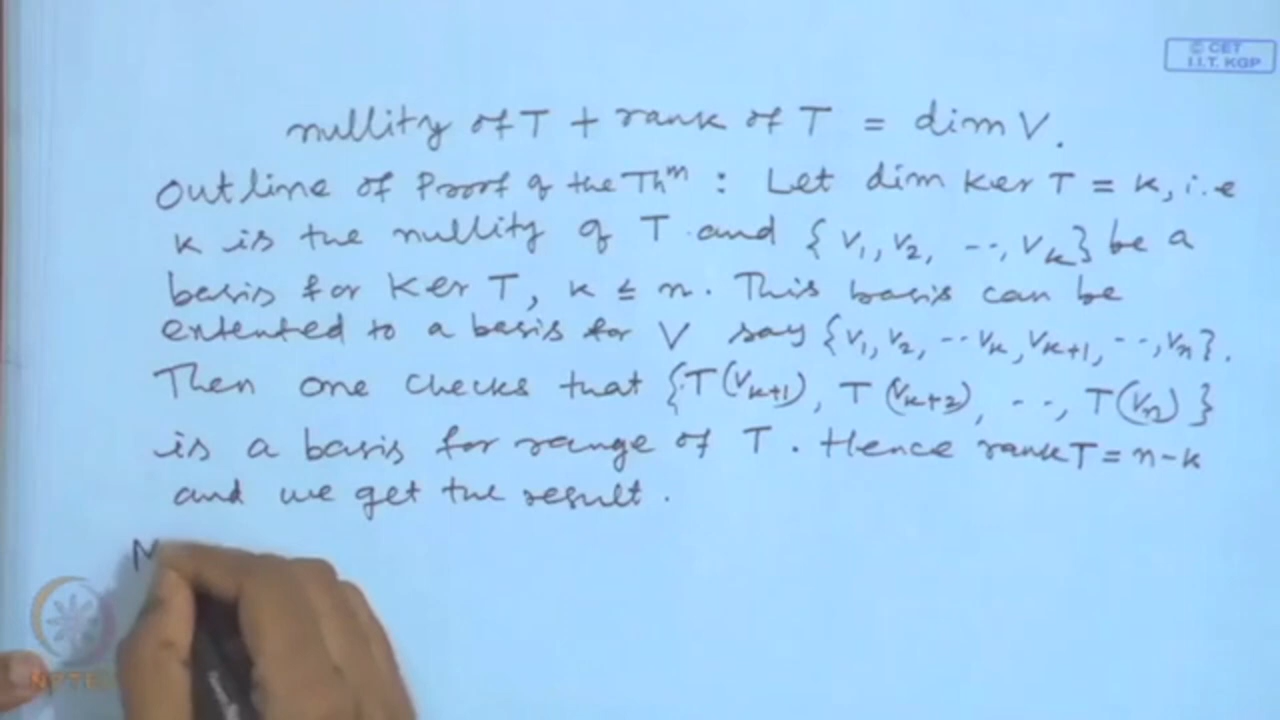 © CET
I.I.T. KGP
nullity of T + rank of T = dim V.
Outline of Proof of the Thᵐ : Let dim Ker T = k, i.e
k is the nullity of T and {v₁, v₂, --, vₖ} be a
basis for Ker T, k ≤ n. This basis can be
extented to a basis for V say {v₁, v₂, -- vₖ, vₖ₊₁, --, vₙ}.
Then one checks that {T(vₖ₊₁), T(vₖ₊₂), --, T(vₙ)}
is a basis for range of T. Hence rank T = n-k
and we get the result.
N
NPTEL